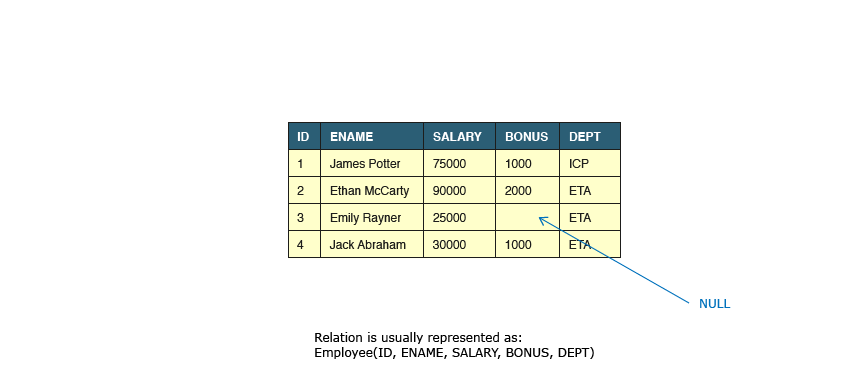 ID ENAME SALARY BONUS DEPT
1 James Potter 75000 1000 ICP
2 Ethan McCarty 90000 2000 ETA
3 Emily Rayner 25000 ETA
4 Jack Abraham 30000 1000 ETA
NULL
Relation is usually represented as:
Employee(ID, ENAME, SALARY, BONUS, DEPT)